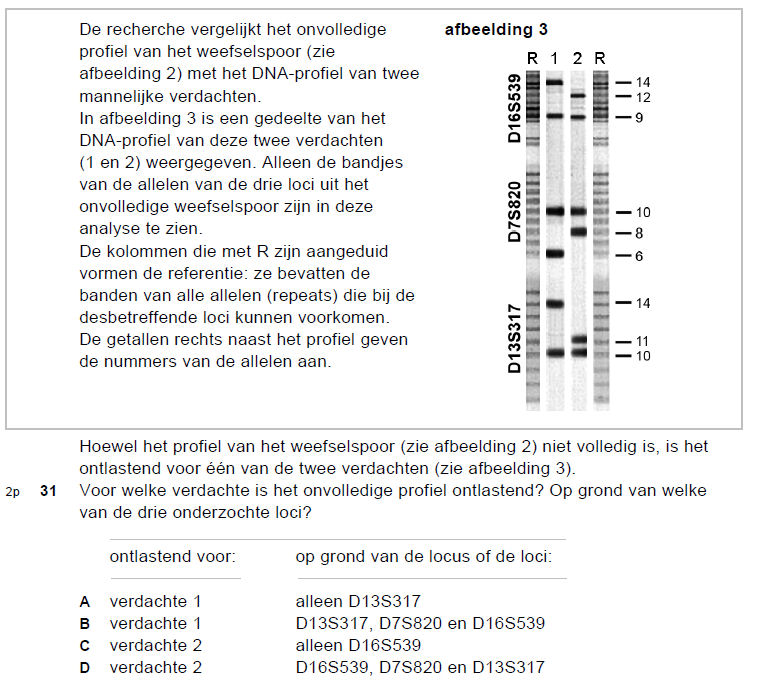 De recherche vergelijkt het onvolledige
profiel van het weefselspoor (zie
afbeelding 2) met het DNA-profiel van twee
mannelijke verdachten.
In afbeelding 3 is een gedeelte van het
DNA-profiel van deze twee verdachten
(1 en 2) weergegeven. Alleen de bandjes
van de allelen van de drie loci uit het
onvolledige weefselspoor zijn in deze
analyse te zien.
De kolommen die met R zijn aangeduid
vormen de referentie: ze bevatten de
banden van alle allelen (repeats) die bij de
desbetreffende loci kunnen voorkomen.
De getallen rechts naast het profiel geven
de nummers van de allelen aan.
afbeelding 3
R 1 2 R
D16S539
14
12
9
D7S820
10
8
6
D13S317
14
11
10
Hoewel het profiel van het weefselspoor (zie afbeelding 2) niet volledig is, is het
ontlastend voor één van de twee verdachten (zie afbeelding 3).
2p 31 Voor welke verdachte is het onvolledige profiel ontlastend? Op grond van welke
van de drie onderzochte loci?
ontlastend voor: op grond van de locus of de loci:
A verdachte 1 alleen D13S317
B verdachte 1 D13S317, D7S820 en D16S539
C verdachte 2 alleen D16S539
D verdachte 2 D16S539, D7S820 en D13S317